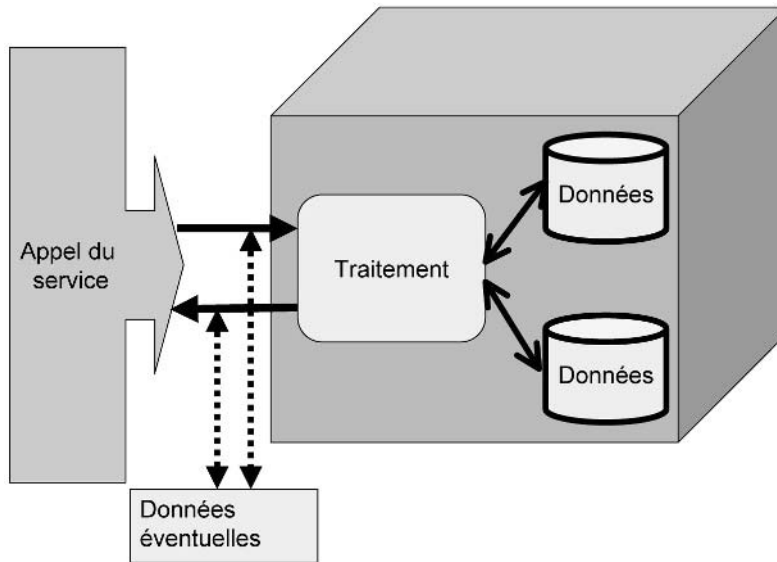 Appel du
service
Traitement
Données
Données
Données
éventuelles